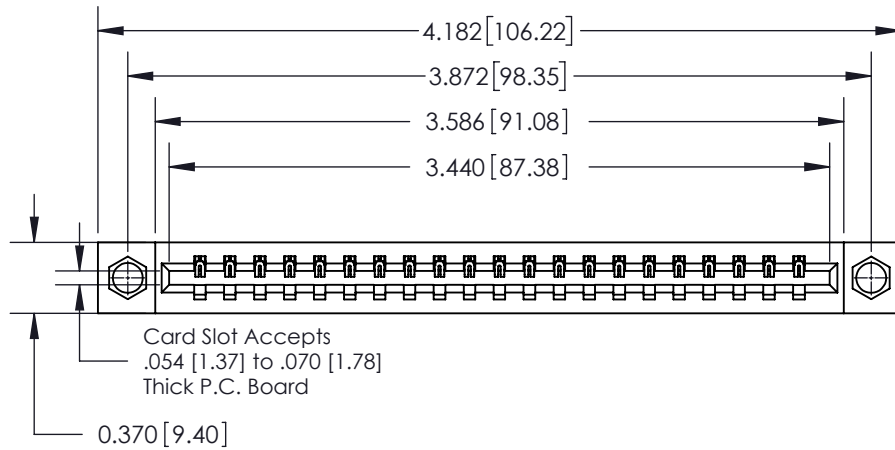 4.182[106.22]
3.872[98.35]
3.586[91.08]
3.440[87.38]
Card Slot Accepts
.054 [1.37] to .070 [1.78]
Thick P.C. Board
0.370[9.40]